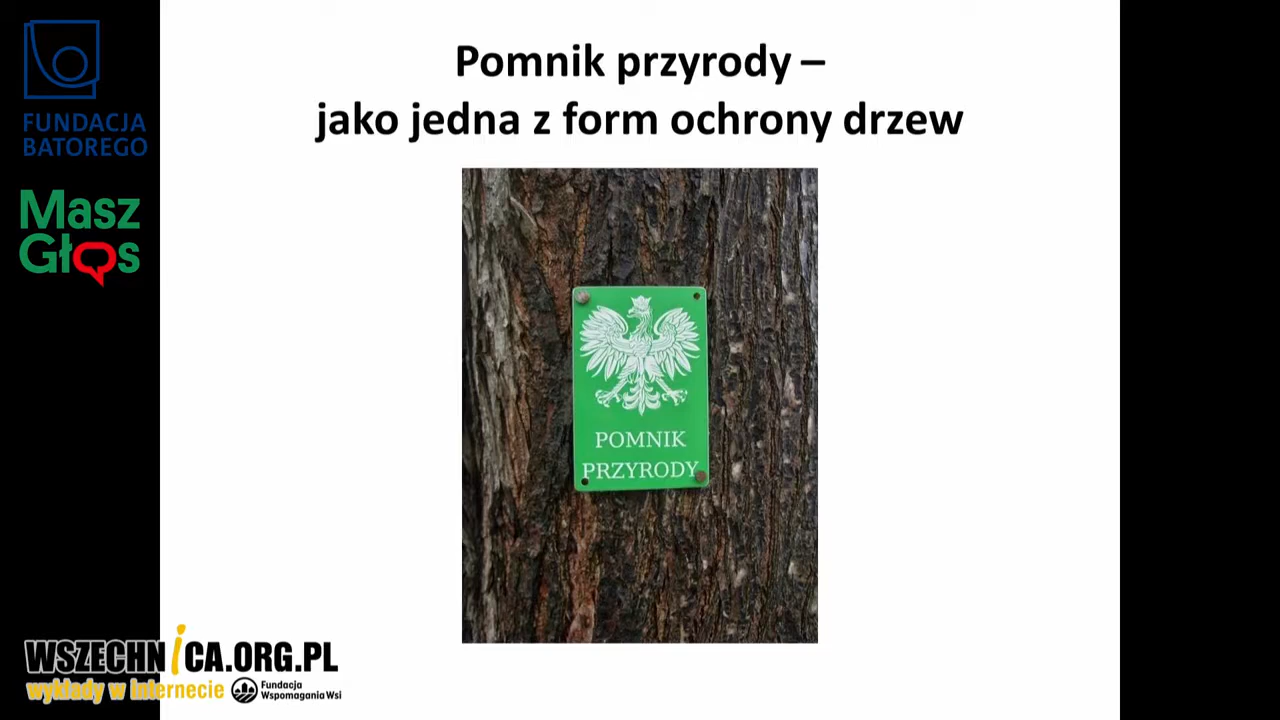 Pomnik przyrody –
jako jedna z form ochrony drzew
FUNDACJA
BATOREGO
Masz
Głos
POMNIK
PRZYRODY
WSZECHNiCA.ORG.PL
wykłady w internecie
Fundacja
Wspomagania Wsi